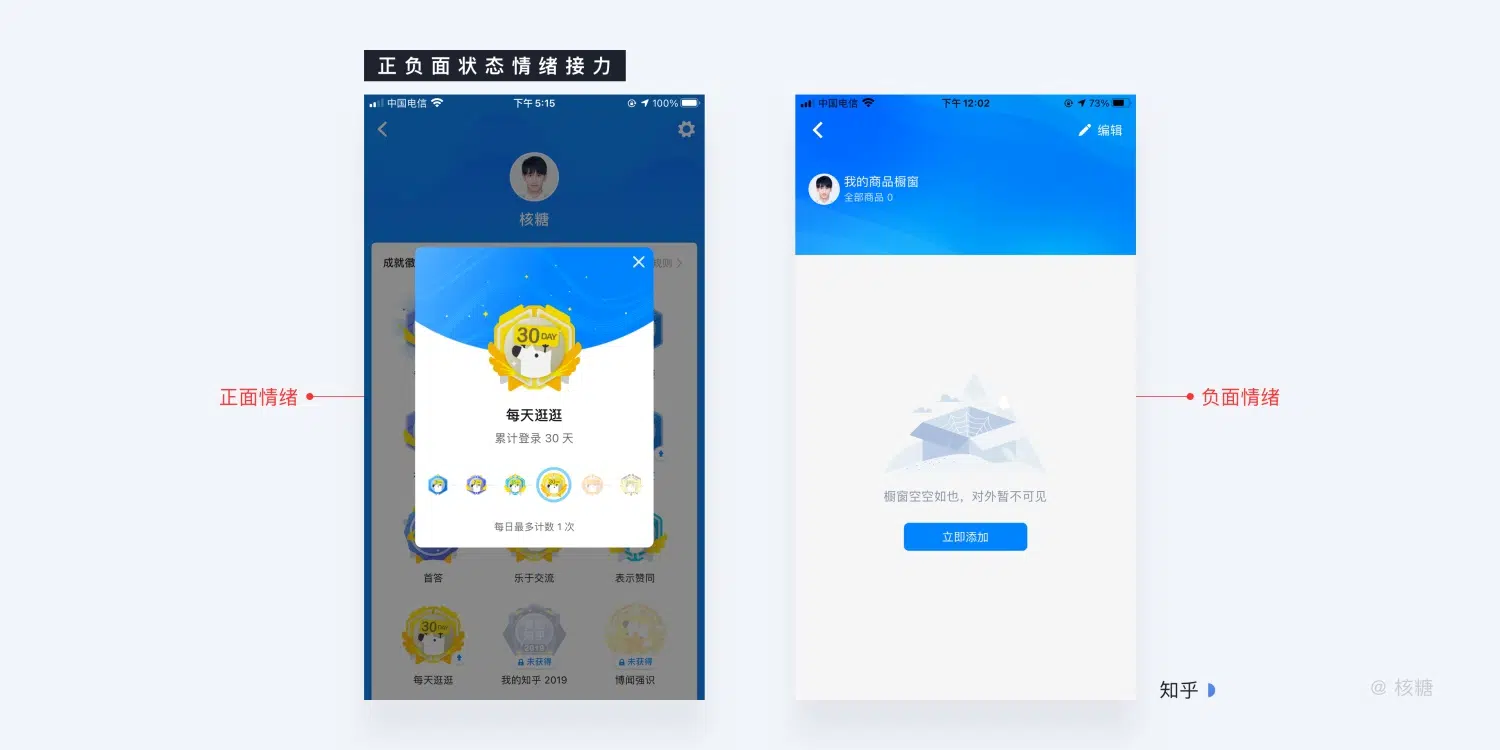 正负面状态情绪接力
中国电信
下午 5:15
100%
核糖
成就徽
规则
30 DAY
每天逛逛
累计登录 30 天
每日最多计数 1 次
首答
乐于交流
表示赞同
30 DAY
未获得
未获得
每天逛逛
我的知乎 2019
博闻强识
正面情绪
中国电信
下午 12:02
73%
编辑
我的商品橱窗
全部商品 0
橱窗空空如也，对外暂不可见
立即添加
负面情绪
知乎
@ 核糖